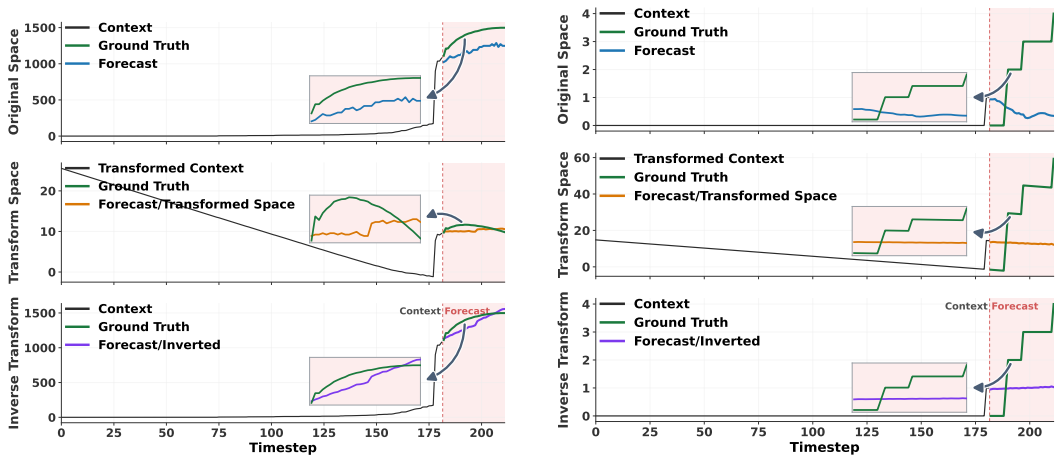 Original Space
1500
1000
500
0
Context
Ground Truth
Forecast
Transform Space
20
10
0
Transformed Context
Ground Truth
Forecast/Transformed Space
Inverse Transform
1500
1000
500
0
Context
Ground Truth
Forecast/Inverted
Context Forecast
0 25 50 75 100 125 150 175 200
Timestep
Original Space
4
3
2
1
0
Context
Ground Truth
Forecast
Transform Space
60
40
20
0
Transformed Context
Ground Truth
Forecast/Transformed Space
Inverse Transform
4
3
2
1
0
Context
Ground Truth
Forecast/Inverted
Context Forecast
0 25 50 75 100 125 150 175 200
Timestep